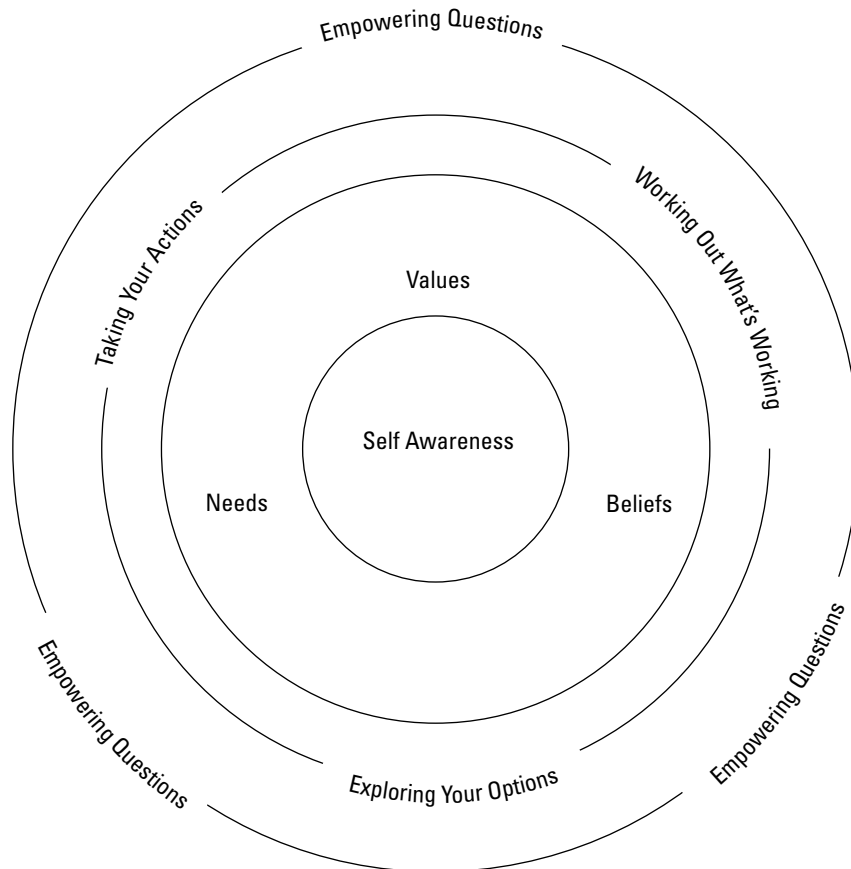 Empowering Questions
Working Out What's Working
Taking Your Actions
Values
Self Awareness
Needs
Beliefs
Empowering Questions
Empowering Questions
Exploring Your Options